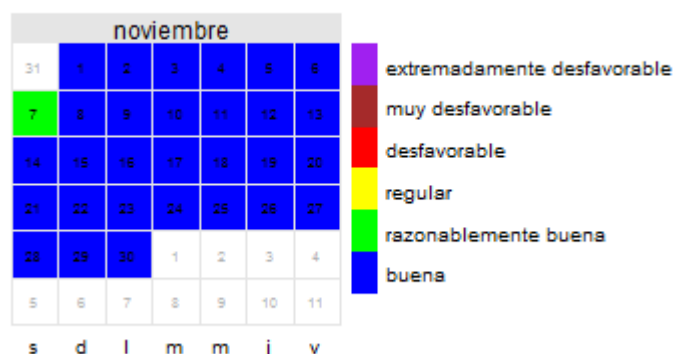 noviembre
31 1 2 3 4 5 6
7 8 9 10 11 12 13
14 15 16 17 18 19 20
21 22 23 24 25 26 27
28 29 30 1 2 3 4
5 6 7 8 9 10 11
s d l m m j v
extremadamente desfavorable
muy desfavorable
desfavorable
regular
razonablemente buena
buena